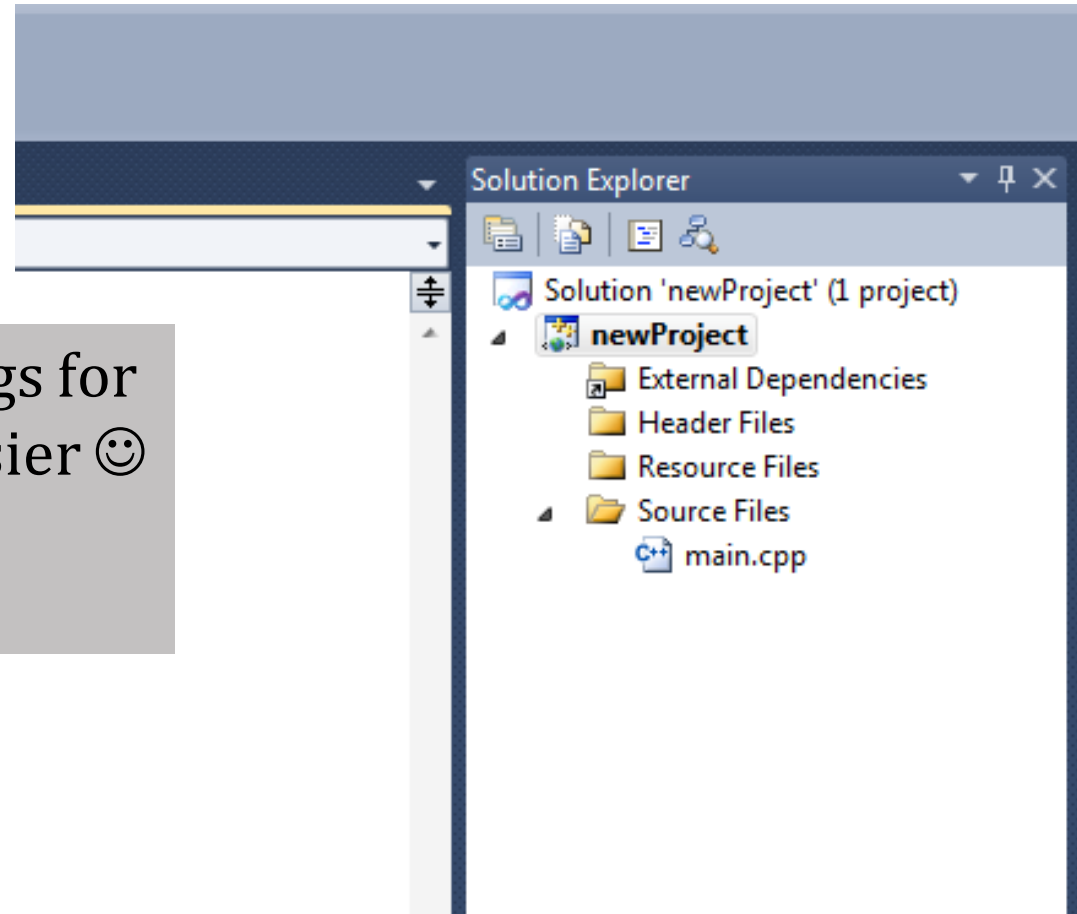 Solution Explorer
Solution 'newProject' (1 project)
newProject
External Dependencies
Header Files
Resource Files
Source Files
C++ main.cpp
gs for
sier ☺